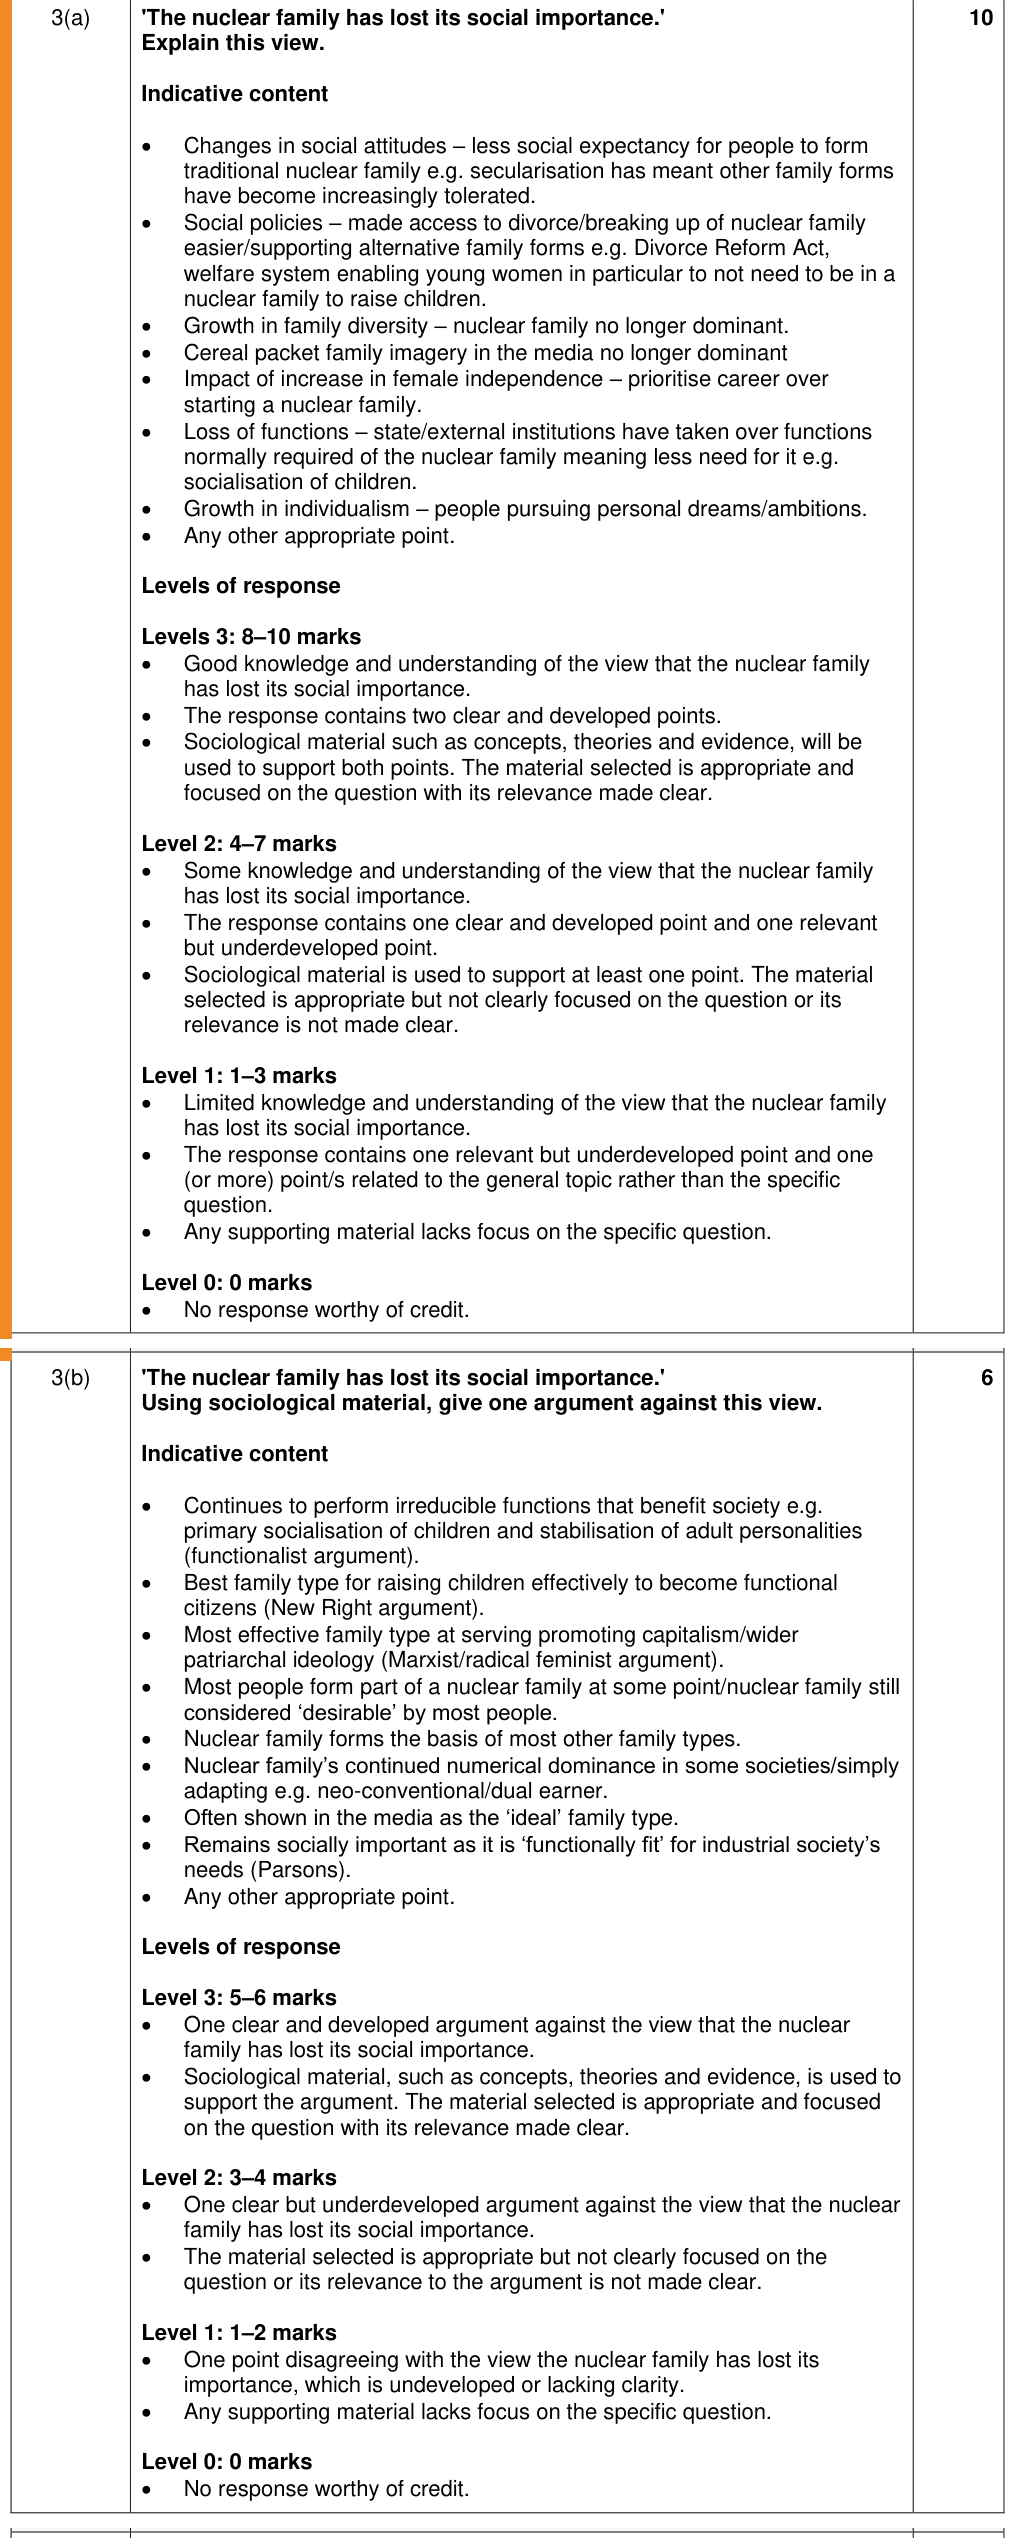 3(a)
'The nuclear family has lost its social importance.'
10
Explain this view.
Indicative content
• Changes in social attitudes – less social expectancy for people to form
traditional nuclear family e.g. secularisation has meant other family forms
have become increasingly tolerated.
• Social policies – made access to divorce/breaking up of nuclear family
easier/supporting alternative family forms e.g. Divorce Reform Act,
welfare system enabling young women in particular to not need to be in a
nuclear family to raise children.
• Growth in family diversity – nuclear family no longer dominant.
• Cereal packet family imagery in the media no longer dominant
• Impact of increase in female independence – prioritise career over
starting a nuclear family.
• Loss of functions – state/external institutions have taken over functions
normally required of the nuclear family meaning less need for it e.g.
socialisation of children.
• Growth in individualism – people pursuing personal dreams/ambitions.
• Any other appropriate point.
Levels of response
Levels 3: 8–10 marks
• Good knowledge and understanding of the view that the nuclear family
has lost its social importance.
• The response contains two clear and developed points.
• Sociological material such as concepts, theories and evidence, will be
used to support both points. The material selected is appropriate and
focused on the question with its relevance made clear.
Level 2: 4–7 marks
• Some knowledge and understanding of the view that the nuclear family
has lost its social importance.
• The response contains one clear and developed point and one relevant
but underdeveloped point.
• Sociological material is used to support at least one point. The material
selected is appropriate but not clearly focused on the question or its
relevance is not made clear.
Level 1: 1–3 marks
• Limited knowledge and understanding of the view that the nuclear family
has lost its social importance.
• The response contains one relevant but underdeveloped point and one
(or more) point/s related to the general topic rather than the specific
question.
• Any supporting material lacks focus on the specific question.
Level 0: 0 marks
• No response worthy of credit.
3(b)
'The nuclear family has lost its social importance.'
6
Using sociological material, give one argument against this view.
Indicative content
• Continues to perform irreducible functions that benefit society e.g.
primary socialisation of children and stabilisation of adult personalities
(functionalist argument).
• Best family type for raising children effectively to become functional
citizens (New Right argument).
• Most effective family type at serving promoting capitalism/wider
patriarchal ideology (Marxist/radical feminist argument).
• Most people form part of a nuclear family at some point/nuclear family still
considered ‘desirable’ by most people.
• Nuclear family forms the basis of most other family types.
• Nuclear family’s continued numerical dominance in some societies/simply
adapting e.g. neo-conventional/dual earner.
• Often shown in the media as the ‘ideal’ family type.
• Remains socially important as it is ‘functionally fit’ for industrial society’s
needs (Parsons).
• Any other appropriate point.
Levels of response
Level 3: 5–6 marks
• One clear and developed argument against the view that the nuclear
family has lost its social importance.
• Sociological material, such as concepts, theories and evidence, is used to
support the argument. The material selected is appropriate and focused
on the question with its relevance made clear.
Level 2: 3–4 marks
• One clear but underdeveloped argument against the view that the nuclear
family has lost its social importance.
• The material selected is appropriate but not clearly focused on the
question or its relevance to the argument is not made clear.
Level 1: 1–2 marks
• One point disagreeing with the view the nuclear family has lost its
importance, which is undeveloped or lacking clarity.
• Any supporting material lacks focus on the specific question.
Level 0: 0 marks
• No response worthy of credit.